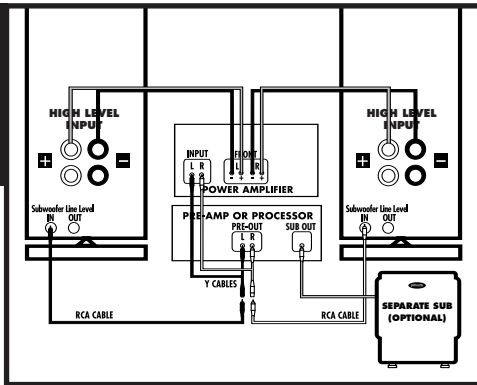 HIGH LEVEL
INPUT
+ -
Subwoofer Line Level
IN OUT
INPUT
L R
FRONT
L R
- + - +
POWER AMPLIFIER
PRE-AMP OR PROCESSOR
PRE-OUT
L R
SUB OUT
Y CABLES
RCA CABLE
RCA CABLE
HIGH LEVEL
INPUT
+ -
Subwoofer Line Level
IN OUT
SEPARATE SUB
(OPTIONAL)